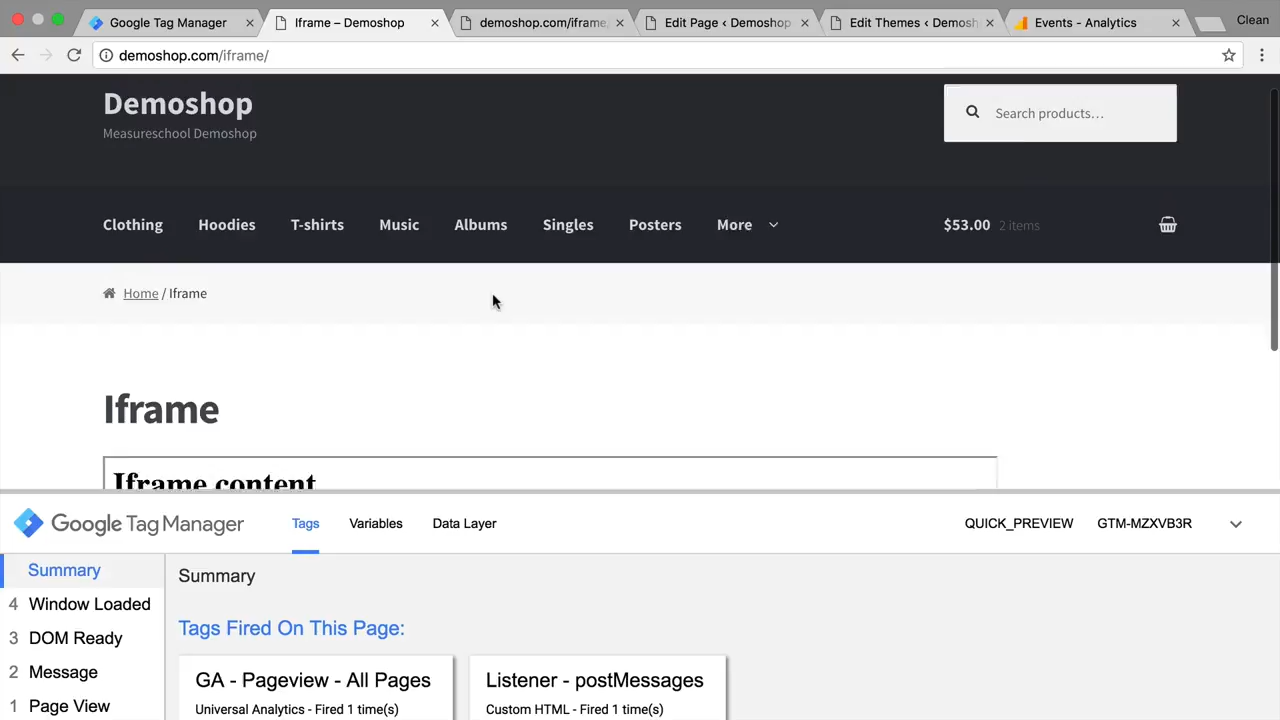 Google Tag Manager
Iframe – Demoshop
demoshop.com/iframe/
Edit Page ‹ Demoshop
Edit Themes ‹ Demosh
Events - Analytics
Clean
demoshop.com/iframe/
Demoshop
Measureschool Demoshop
Search products…
Clothing Hoodies T-shirts Music Albums Singles Posters More $53.00 2 items
Home / Iframe
Iframe
Iframe content
Google Tag Manager Tags Variables Data Layer QUICK_PREVIEW GTM-MZXVB3R
Summary
4 Window Loaded
3 DOM Ready
2 Message
1 Page View
Summary
Tags Fired On This Page:
GA - Pageview - All Pages
Universal Analytics - Fired 1 time(s)
Listener - postMessages
Custom HTML - Fired 1 time(s)